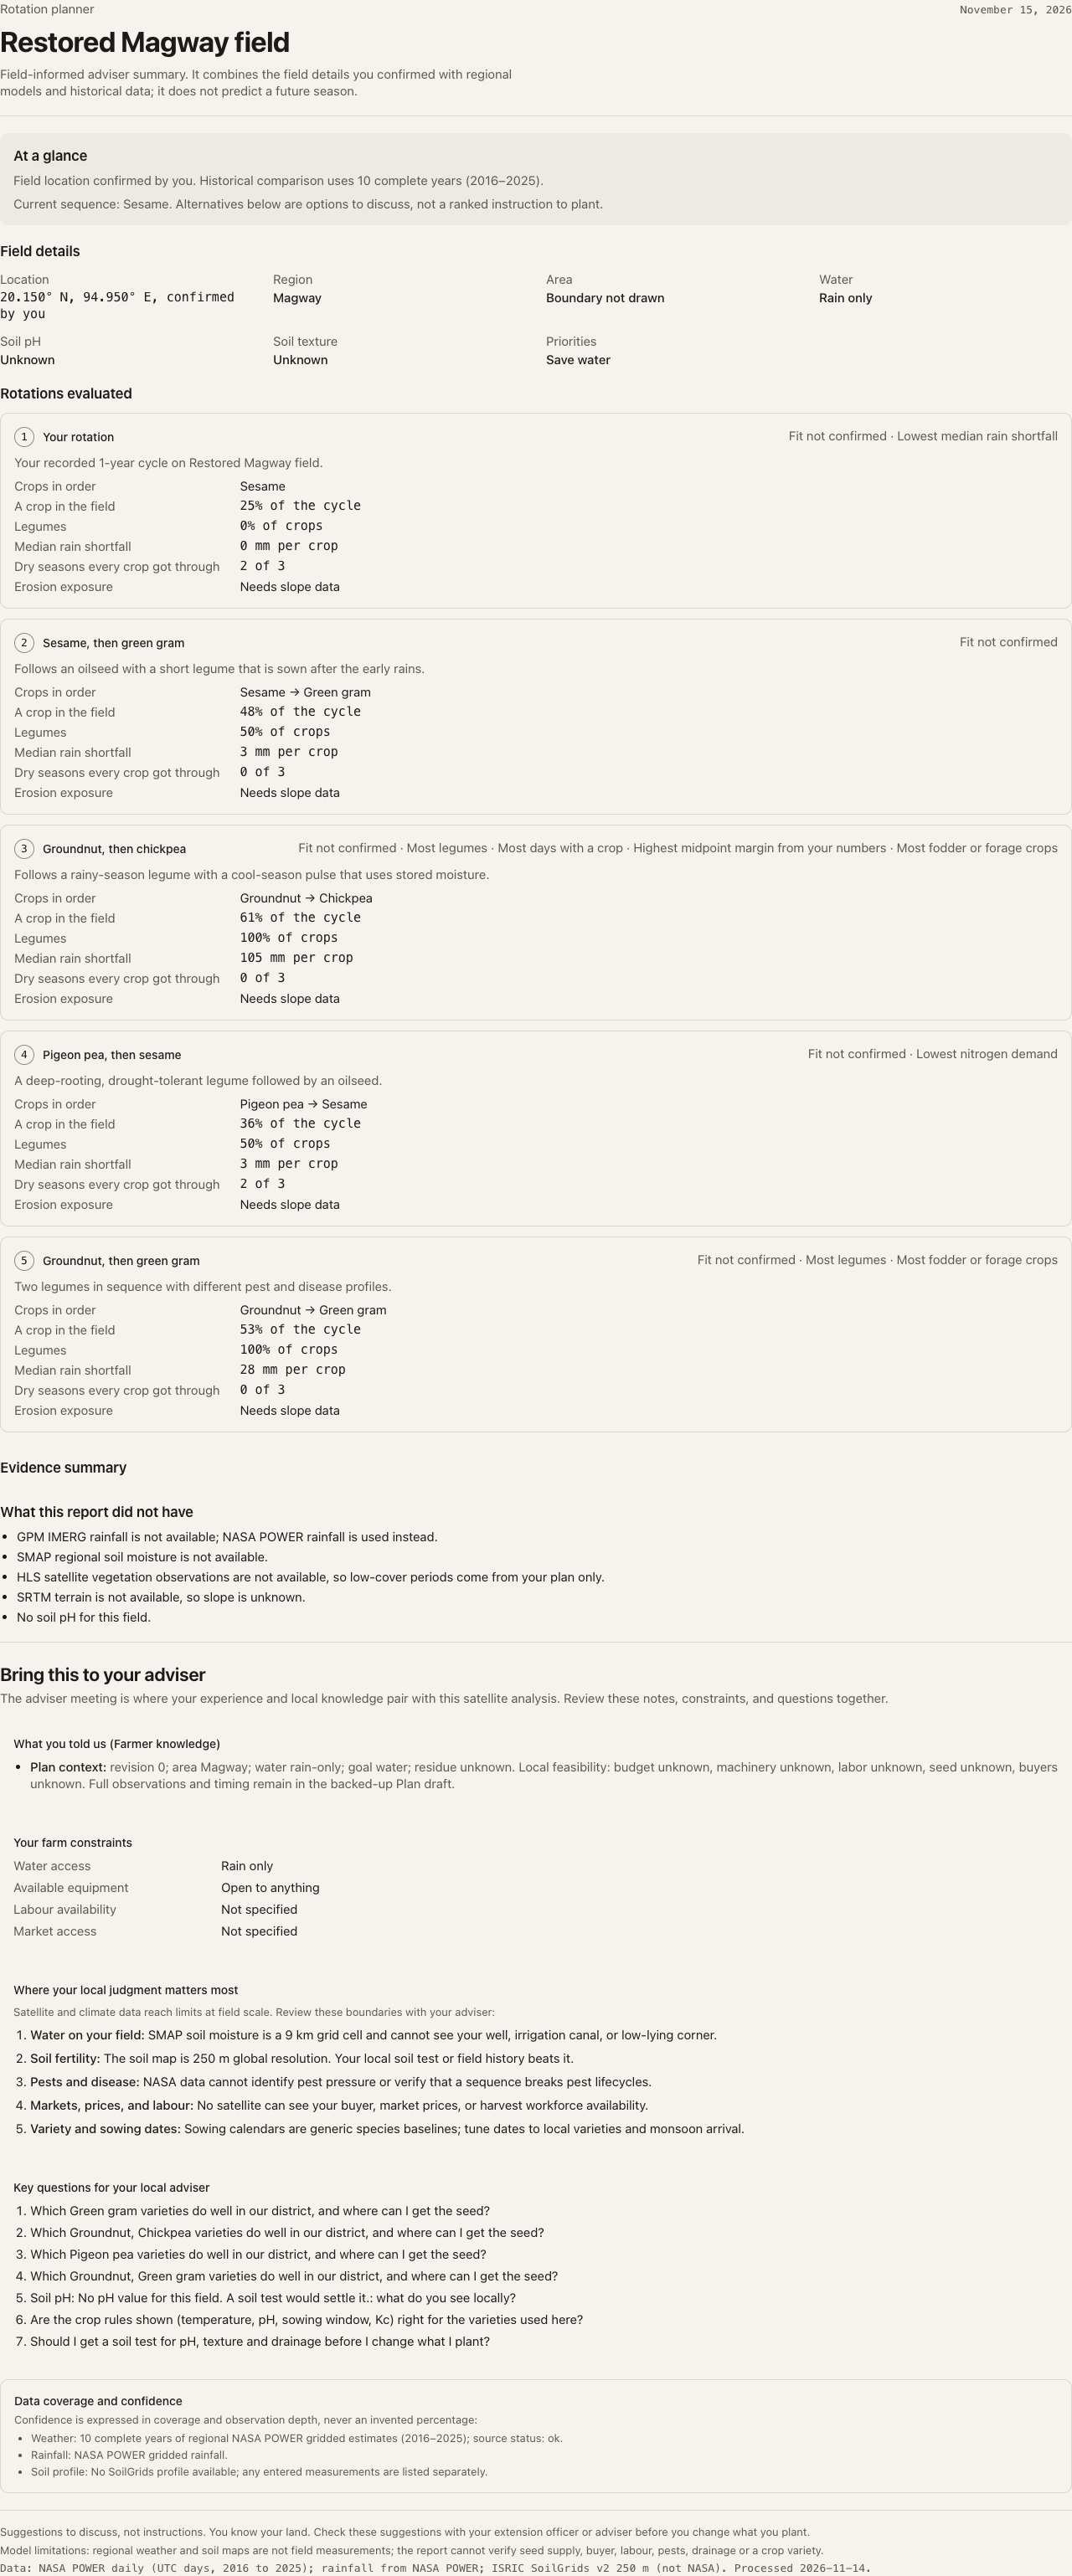 Rotation planner
November 15, 2026
Restored Magway field
Field-informed adviser summary. It combines the field details you confirmed with regional
models and historical data; it does not predict a future season.
At a glance
Field location confirmed by you. Historical comparison uses 10 complete years (2016–2025).
Current sequence: Sesame. Alternatives below are options to discuss, not a ranked instruction to plant.
Field details
Location
20.150° N, 94.950° E, confirmed
by you
Region
Magway
Area
Boundary not drawn
Water
Rain only
Soil pH
Unknown
Soil texture
Unknown
Priorities
Save water
Rotations evaluated
1 Your rotation Fit not confirmed · Lowest median rain shortfall
Your recorded 1-year cycle on Restored Magway field.
Crops in order Sesame
A crop in the field 25% of the cycle
Legumes 0% of crops
Median rain shortfall 0 mm per crop
Dry seasons every crop got through 2 of 3
Erosion exposure Needs slope data
2 Sesame, then green gram Fit not confirmed
Follows an oilseed with a short legume that is sown after the early rains.
Crops in order Sesame → Green gram
A crop in the field 48% of the cycle
Legumes 50% of crops
Median rain shortfall 3 mm per crop
Dry seasons every crop got through 0 of 3
Erosion exposure Needs slope data
3 Groundnut, then chickpea Fit not confirmed · Most legumes · Most days with a crop · Highest midpoint margin from your numbers · Most fodder or forage crops
Follows a rainy-season legume with a cool-season pulse that uses stored moisture.
Crops in order Groundnut → Chickpea
A crop in the field 61% of the cycle
Legumes 100% of crops
Median rain shortfall 105 mm per crop
Dry seasons every crop got through 0 of 3
Erosion exposure Needs slope data
4 Pigeon pea, then sesame Fit not confirmed · Lowest nitrogen demand
A deep-rooting, drought-tolerant legume followed by an oilseed.
Crops in order Pigeon pea → Sesame
A crop in the field 36% of the cycle
Legumes 50% of crops
Median rain shortfall 3 mm per crop
Dry seasons every crop got through 2 of 3
Erosion exposure Needs slope data
5 Groundnut, then green gram Fit not confirmed · Most legumes · Most fodder or forage crops
Two legumes in sequence with different pest and disease profiles.
Crops in order Groundnut → Green gram
A crop in the field 53% of the cycle
Legumes 100% of crops
Median rain shortfall 28 mm per crop
Dry seasons every crop got through 0 of 3
Erosion exposure Needs slope data
Evidence summary
What this report did not have
• GPM IMERG rainfall is not available; NASA POWER rainfall is used instead.
• SMAP regional soil moisture is not available.
• HLS satellite vegetation observations are not available, so low-cover periods come from your plan only.
• SRTM terrain is not available, so slope is unknown.
• No soil pH for this field.
Bring this to your adviser
The adviser meeting is where your experience and local knowledge pair with this satellite analysis. Review these notes, constraints, and questions together.
What you told us (Farmer knowledge)
• Plan context: revision 0; area Magway; water rain-only; goal water; residue unknown. Local feasibility: budget unknown, machinery unknown, labor unknown, seed unknown, buyers
unknown. Full observations and timing remain in the backed-up Plan draft.
Your farm constraints
Water access Rain only
Available equipment Open to anything
Labour availability Not specified
Market access Not specified
Where your local judgment matters most
Satellite and climate data reach limits at field scale. Review these boundaries with your adviser:
1. Water on your field: SMAP soil moisture is a 9 km grid cell and cannot see your well, irrigation canal, or low-lying corner.
2. Soil fertility: The soil map is 250 m global resolution. Your local soil test or field history beats it.
3. Pests and disease: NASA data cannot identify pest pressure or verify that a sequence breaks pest lifecycles.
4. Markets, prices, and labour: No satellite can see your buyer, market prices, or harvest workforce availability.
5. Variety and sowing dates: Sowing calendars are generic species baselines; tune dates to local varieties and monsoon arrival.
Key questions for your local adviser
1. Which Green gram varieties do well in our district, and where can I get the seed?
2. Which Groundnut, Chickpea varieties do well in our district, and where can I get the seed?
3. Which Pigeon pea varieties do well in our district, and where can I get the seed?
4. Which Groundnut, Green gram varieties do well in our district, and where can I get the seed?
5. Soil pH: No pH value for this field. A soil test would settle it.: what do you see locally?
6. Are the crop rules shown (temperature, pH, sowing window, Kc) right for the varieties used here?
7. Should I get a soil test for pH, texture and drainage before I change what I plant?
Data coverage and confidence
Confidence is expressed in coverage and observation depth, never an invented percentage:
• Weather: 10 complete years of regional NASA POWER gridded estimates (2016–2025); source status: ok.
• Rainfall: NASA POWER gridded rainfall.
• Soil profile: No SoilGrids profile available; any entered measurements are listed separately.
Suggestions to discuss, not instructions. You know your land. Check these suggestions with your extension officer or adviser before you change what you plant.
Model limitations: regional weather and soil maps are not field measurements; the report cannot verify seed supply, buyer, labour, pests, drainage or a crop variety.
Data: NASA POWER daily (UTC days, 2016 to 2025); rainfall from NASA POWER; ISRIC SoilGrids v2 250 m (not NASA). Processed 2026-11-14.